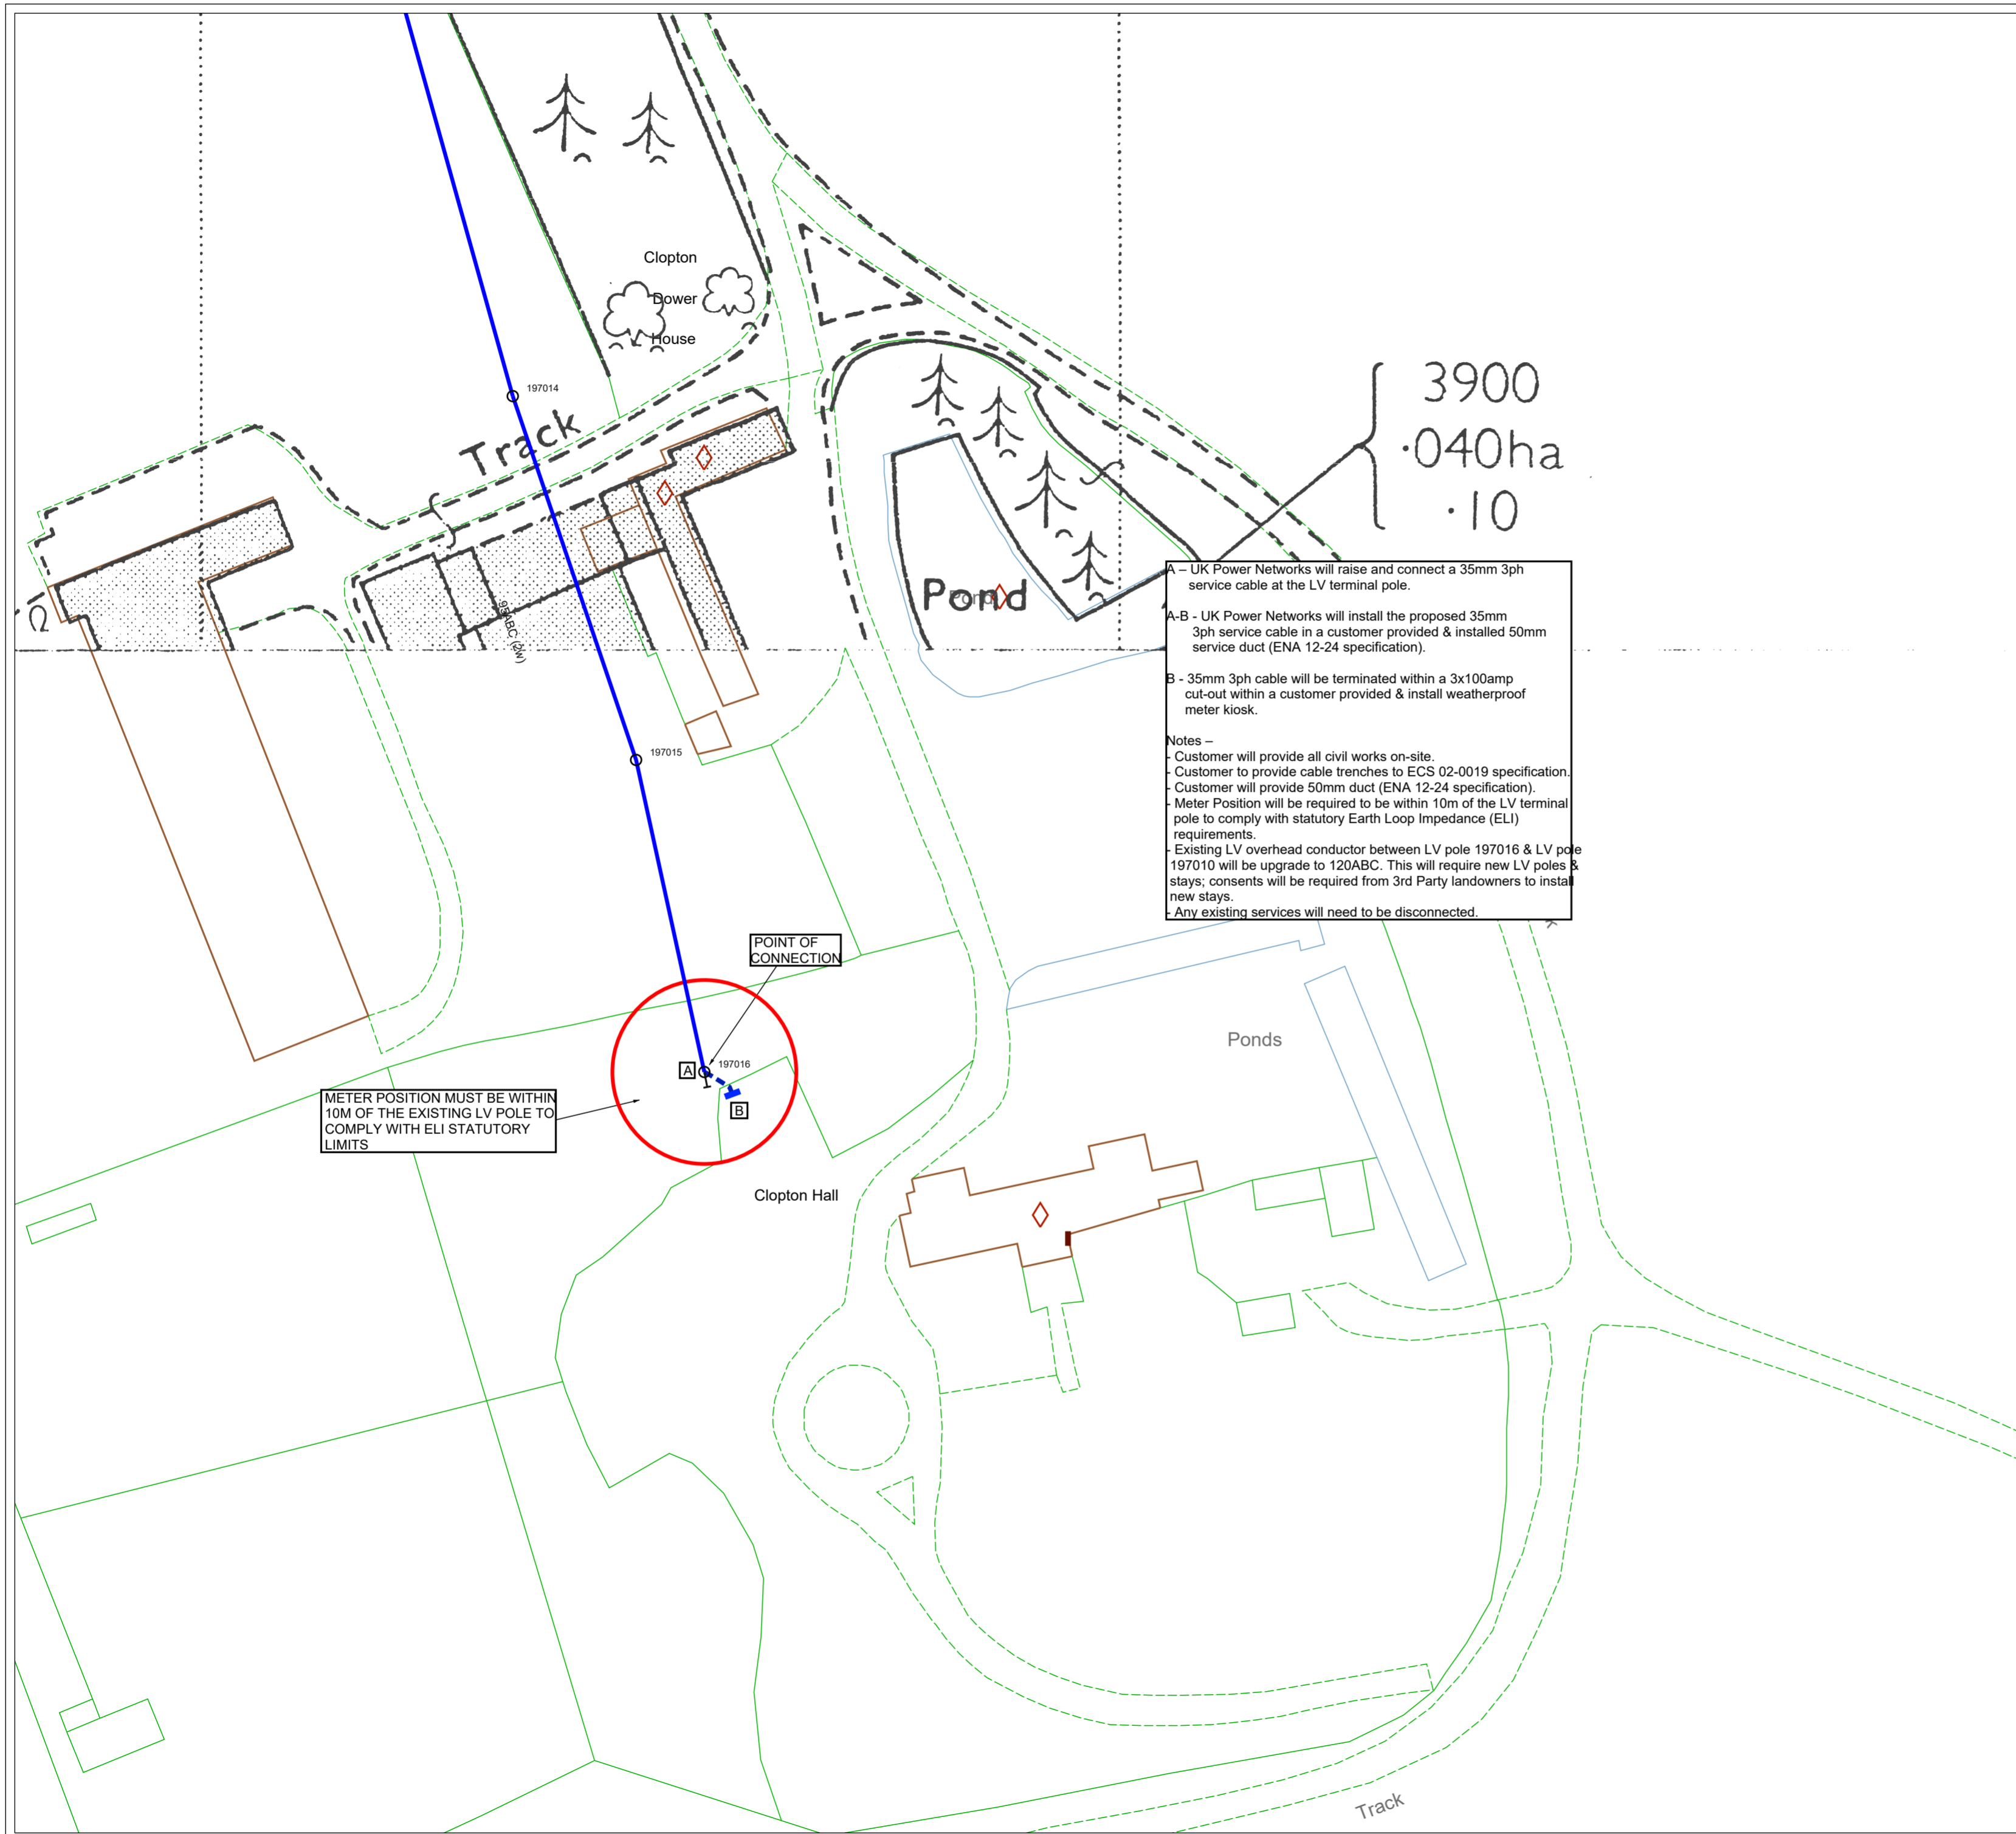 Clopton
Dower
House
197014
Track
3900
·040ha
·10
Pond
Pond
95ABC (2w)
A – UK Power Networks will raise and connect a 35mm 3ph
service cable at the LV terminal pole.
A-B - UK Power Networks will install the proposed 35mm
3ph service cable in a customer provided & installed 50mm
service duct (ENA 12-24 specification).
B - 35mm 3ph cable will be terminated within a 3x100amp
cut-out within a customer provided & install weatherproof
meter kiosk.
Notes –
- Customer will provide all civil works on-site.
- Customer to provide cable trenches to ECS 02-0019 specification.
- Customer will provide 50mm duct (ENA 12-24 specification).
- Meter Position will be required to be within 10m of the LV terminal
pole to comply with statutory Earth Loop Impedance (ELI)
requirements.
- Existing LV overhead conductor between LV pole 197016 & LV pole
197010 will be upgrade to 120ABC. This will require new LV poles &
stays; consents will be required from 3rd Party landowners to install
new stays.
- Any existing services will need to be disconnected.
197015
POINT OF
CONNECTION
Ponds
A
197016
B
METER POSITION MUST BE WITHIN
10M OF THE EXISTING LV POLE TO
COMPLY WITH ELI STATUTORY
LIMITS
Clopton Hall
Track